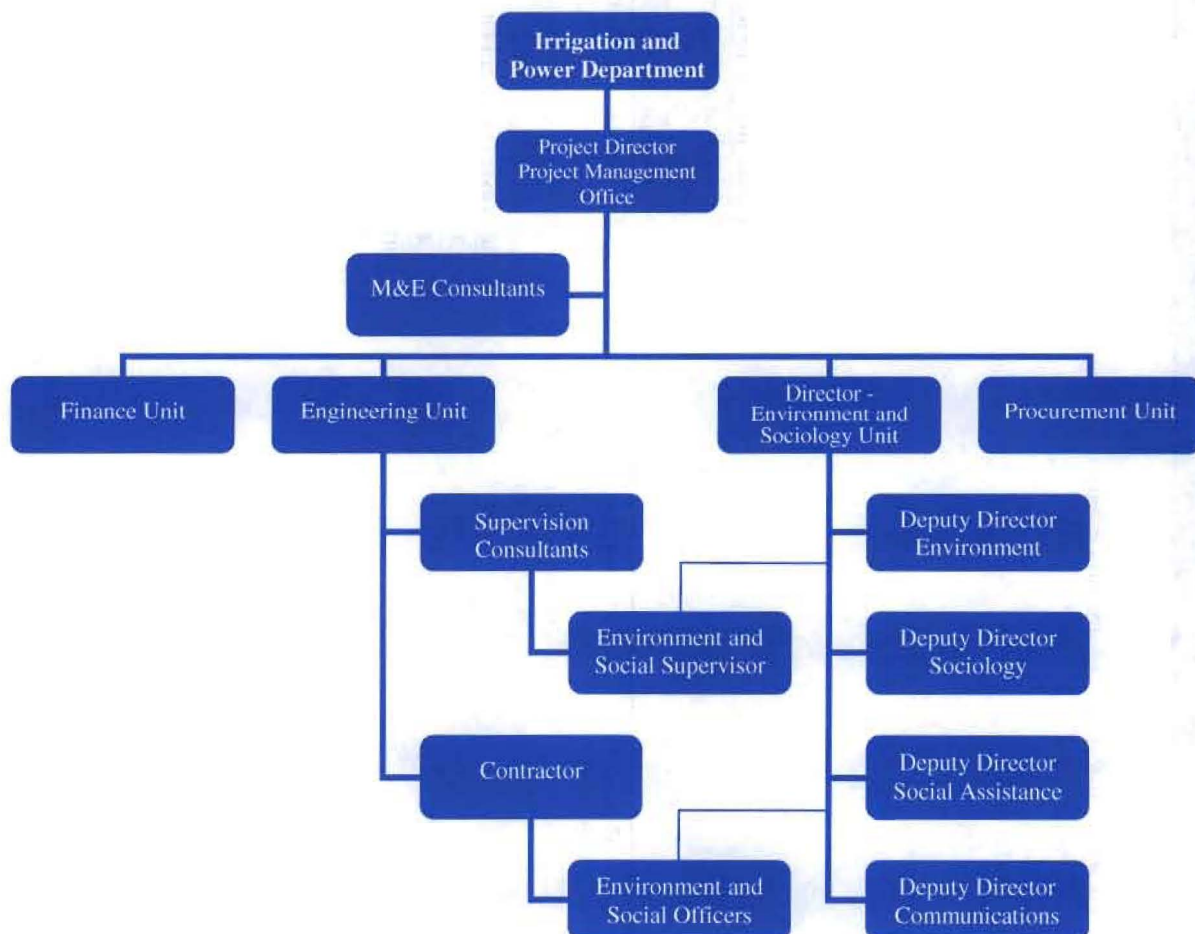 Irrigation and
Power Department
Project Director
Project Management
Office
M&E Consultants
Finance Unit
Engineering Unit
Director -
Environment and
Sociology Unit
Procurement Unit
Supervision
Consultants
Deputy Director
Environment
Environment and
Social Supervisor
Deputy Director
Sociology
Contractor
Deputy Director
Social Assistance
Environment and
Social Officers
Deputy Director
Communications